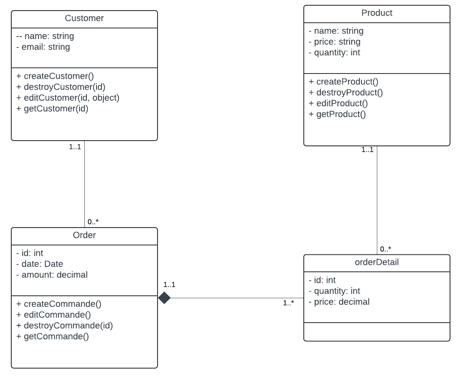 Customer
-- name: string
- email: string
+ createCustomer()
+ destroyCustomer(id)
+ editCustomer(id, object)
+ getCustomer(id)
Product
- name: string
- price: string
- quantity: int
+ createProduct()
+ destroyProduct()
+ editProduct()
+ getProduct()
1..1
0..*
1..1
0..*
Order
- id: int
- date: Date
- amount: decimal
+ createCommande()
+ editCommande()
+ destroyCommande(id)
+ getCommande()
1..1
1..*
orderDetail
- id: int
- quantity: int
- price: decimal